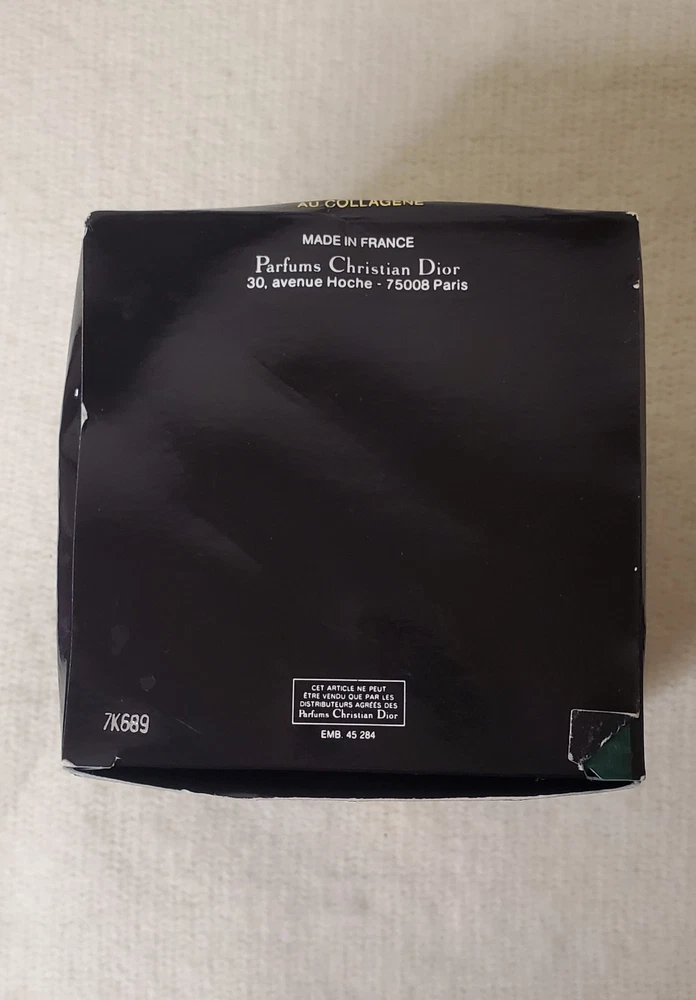 AU COLLAGENE
MADE IN FRANCE
Parfums Christian Dior
30, avenue Hoche - 75008 Paris
CET ARTICLE NE PEUT
ÊTRE VENDU QUE PAR LES
DISTRIBUTEURS AGRÉÉS DES
Parfums Christian Dior
EMB. 45 284
7K689